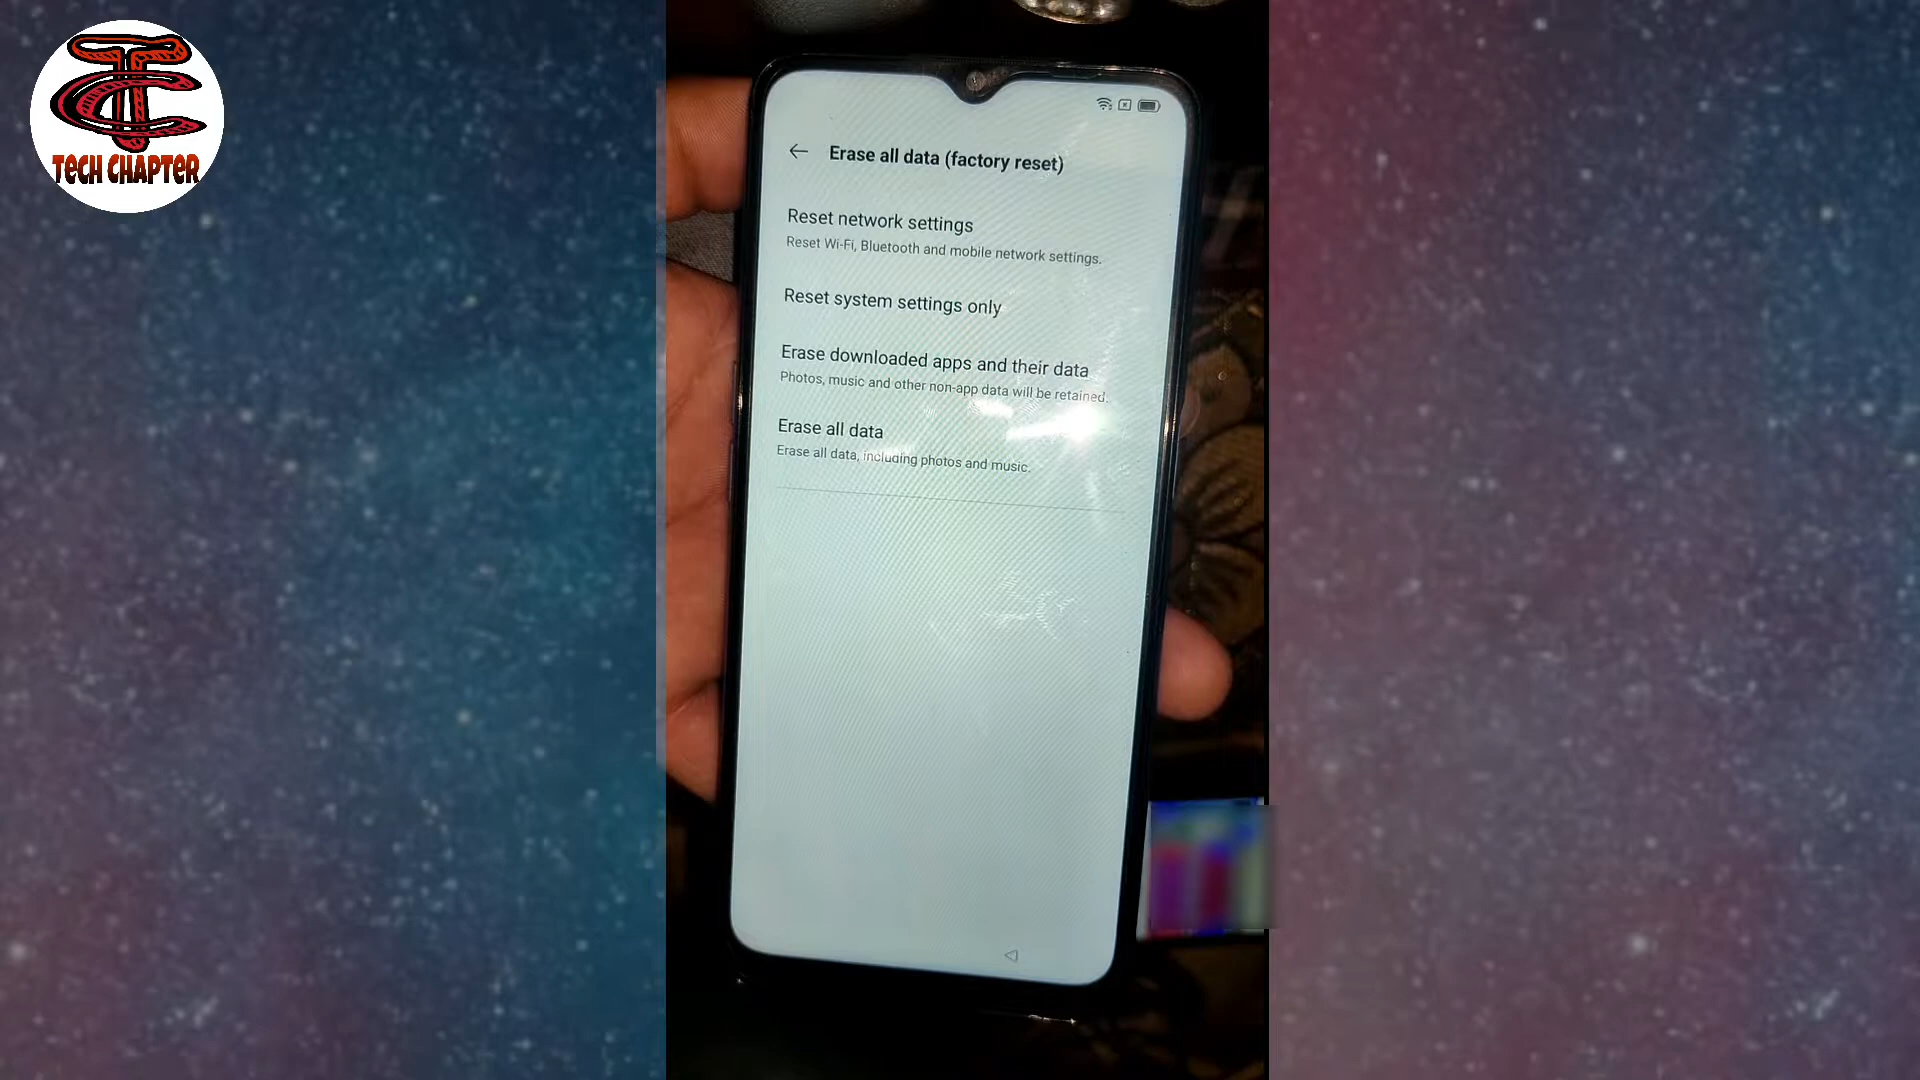 TECH CHAPTER
Erase all data (factory reset)
Reset network settings
Reset Wi-Fi, Bluetooth and mobile network settings.
Reset system settings only
Erase downloaded apps and their data
Photos, music and other non-app data will be retained.
Erase all data
Erase all data, including photos and music.